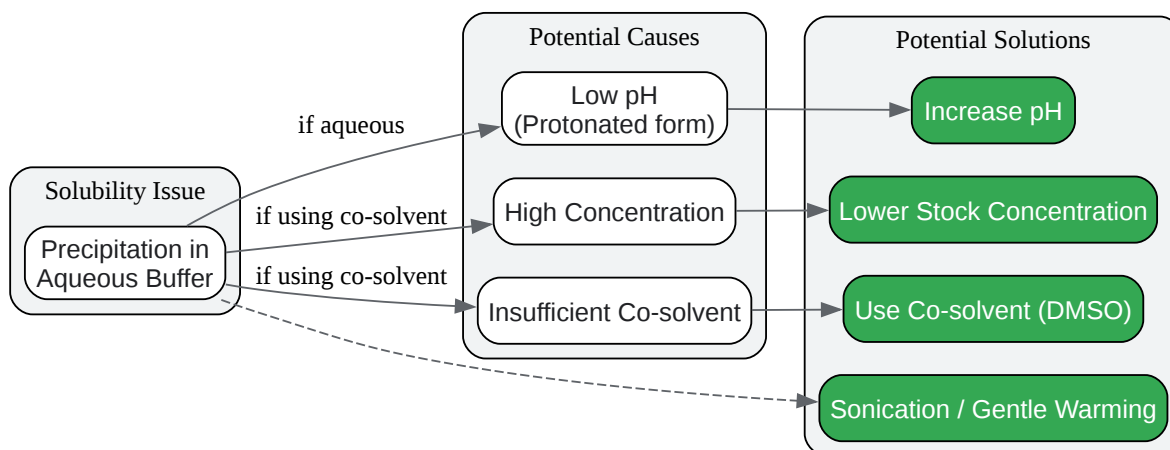 Potential Causes
Potential Solutions
Low pH
(Protonated form)
Increase pH
if aqueous
Solubility Issue
if using co-solvent
High Concentration
Lower Stock Concentration
Precipitation in
Aqueous Buffer
if using co-solvent
Insufficient Co-solvent
Use Co-solvent (DMSO)
Sonication / Gentle Warming